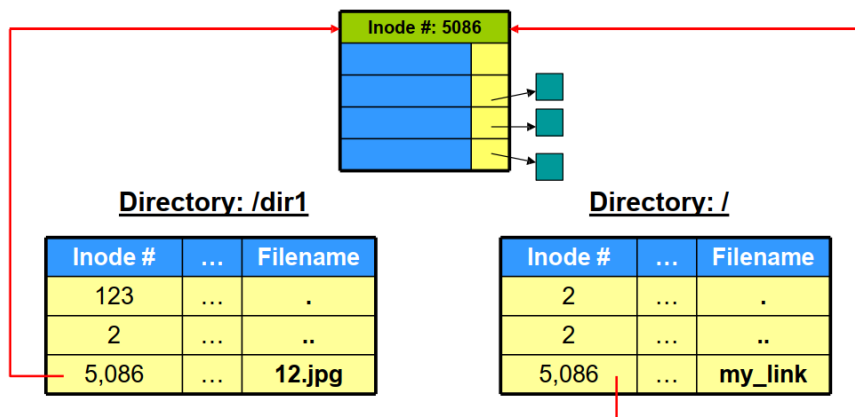 Inode #: 5086
Directory: /dir1
Inode # … Filename
123 … .
2 … ..
5,086 … 12.jpg
Directory: /
Inode # … Filename
2 … .
2 … ..
5,086 … my_link